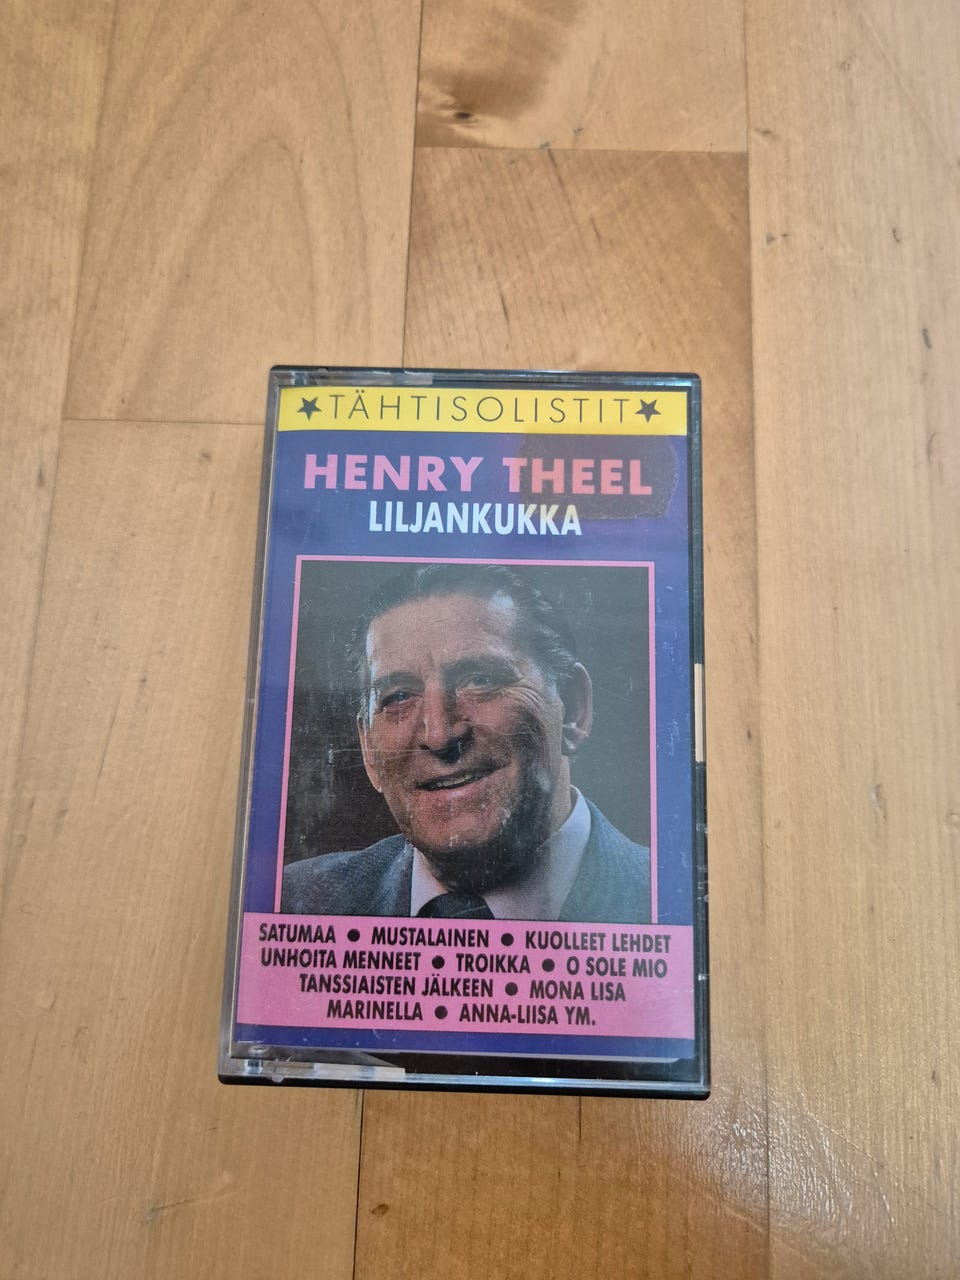 ★TÄHTISOLISTIT★
HENRY THEEL
LILJANKUKKA
SATUMAA ● MUSTALAINEN ● KUOLLEET LEHDET
UNHOITA MENNEET ● TROIKKA ● O SOLE MIO
TANSSIAISTEN JÄLKEEN ● MONA LISA
MARINELLA ● ANNA-LIISA YM.